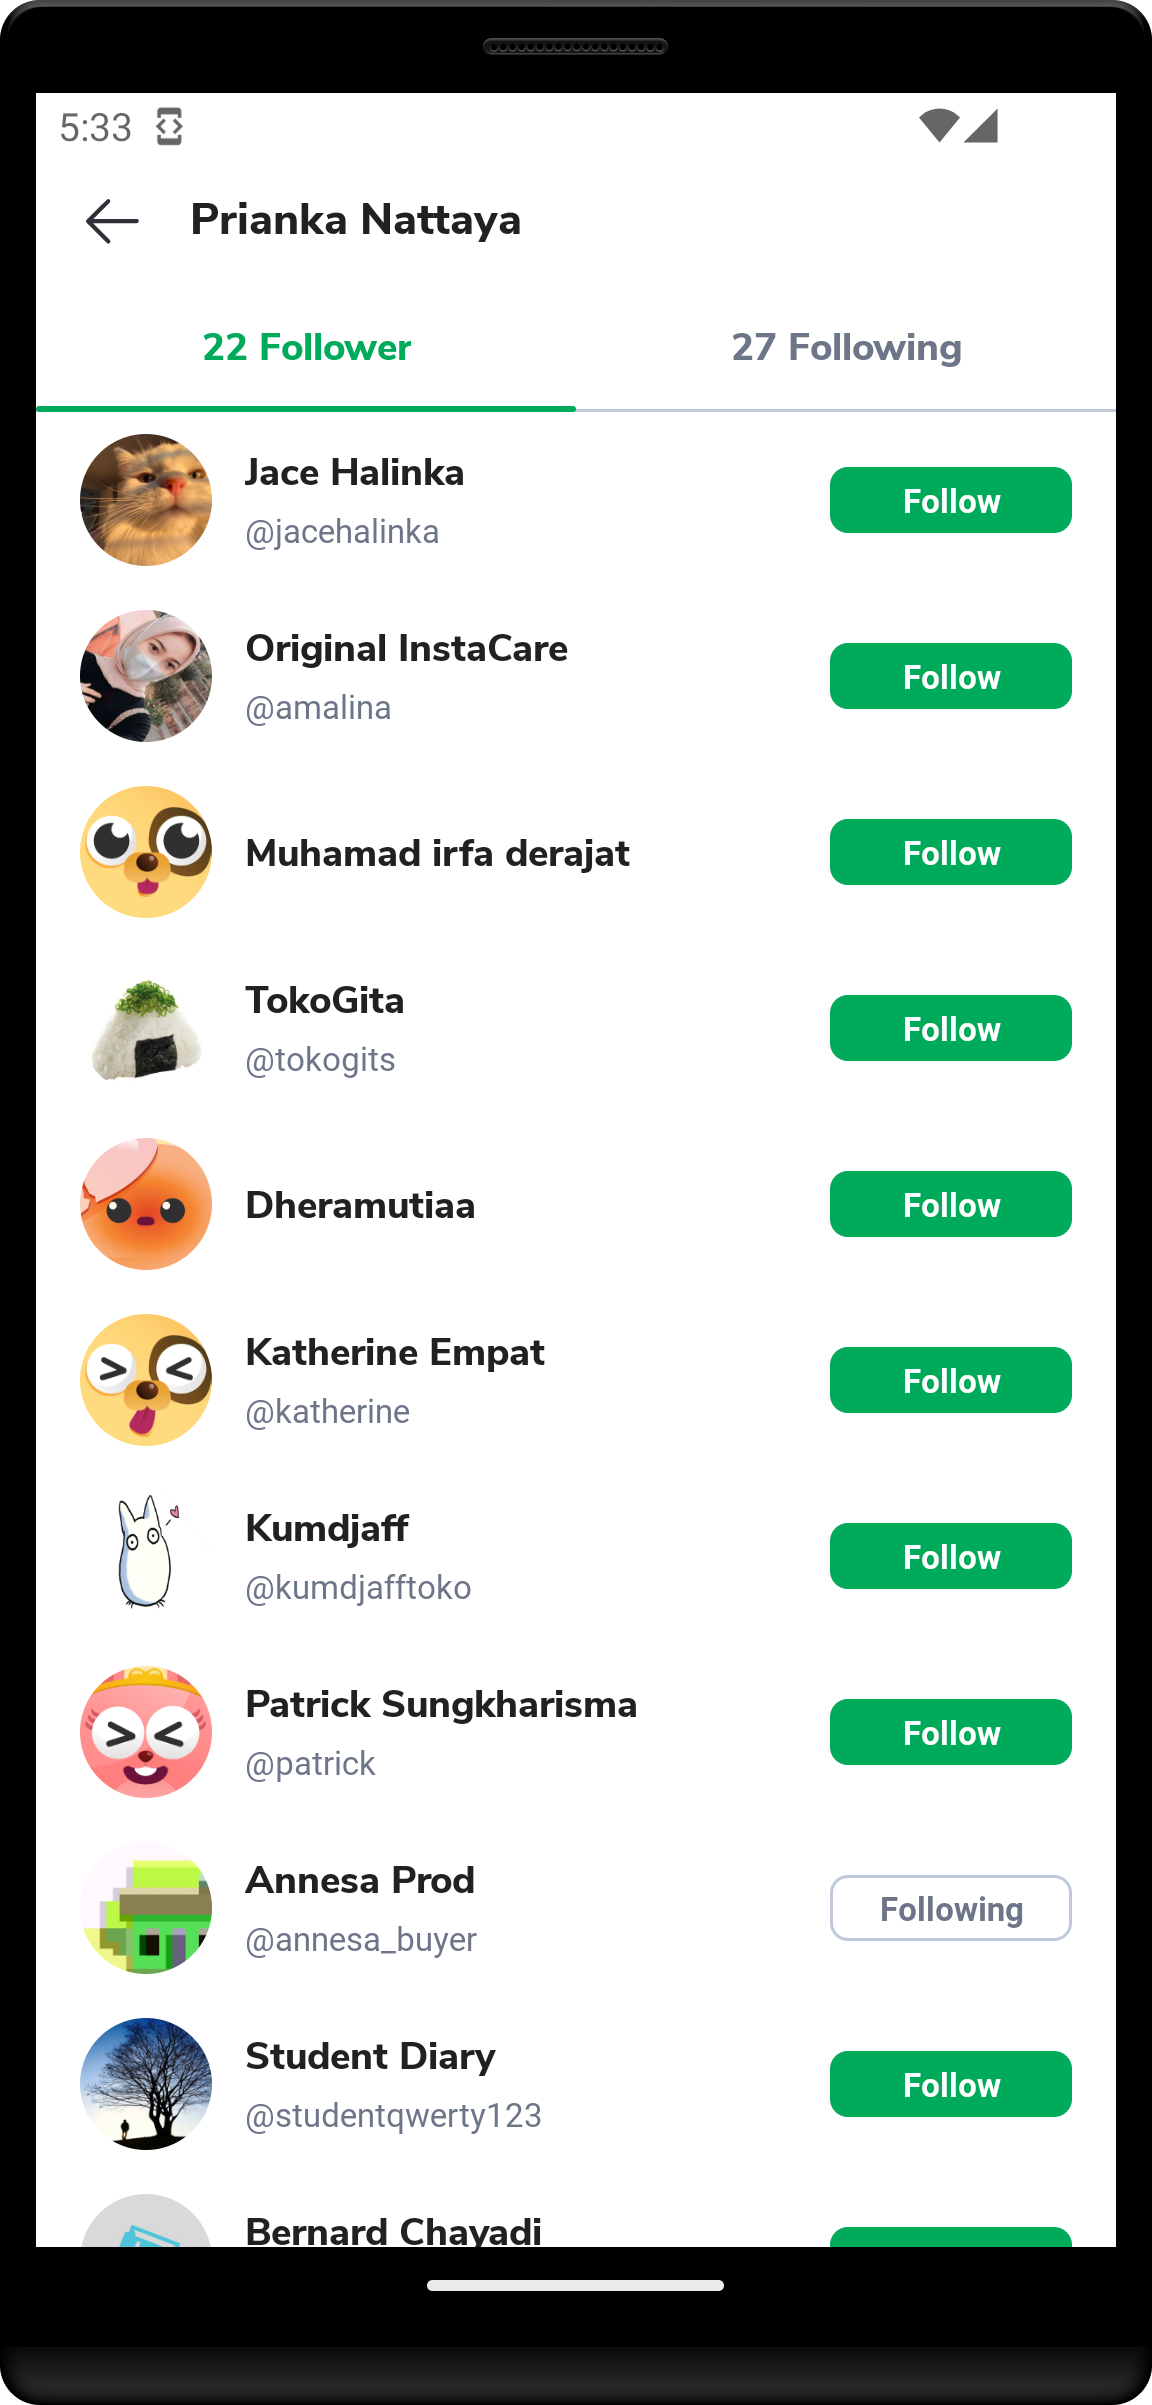 5:33
Prianka Nattaya
22 Follower
27 Following
Jace Halinka
@jacehalinka
Follow
Original InstaCare
@amalina
Follow
Muhamad irfa derajat
Follow
TokoGita
@tokogits
Follow
Dheramutiaa
Follow
Katherine Empat
@katherine
Follow
Kumdjaff
@kumdjafftoko
Follow
Patrick Sungkharisma
@patrick
Follow
Annesa Prod
@annesa_buyer
Following
Student Diary
@studentqwerty123
Follow
Bernard Chayadi